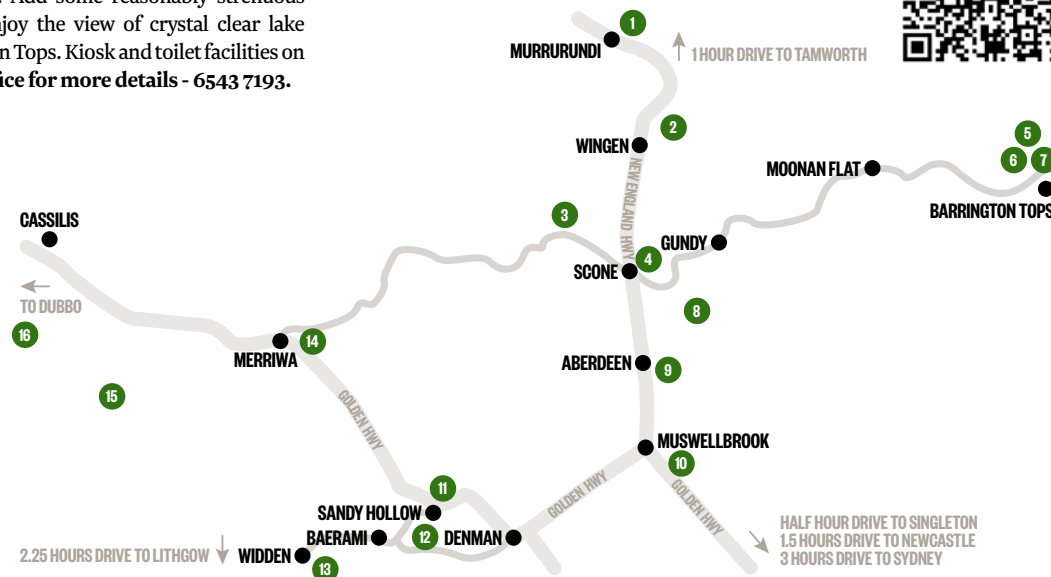 Add some reasonably strenuous
joy the view of crystal clear lake
n Tops. Kiosk and toilet facilities on
ice for more details - 6543 7193.
1
MURRURUNDI
1 HOUR DRIVE TO TAMWORTH
2
WINGEN
NEW ENGLAND HWY
5
6
7
MOONAN FLAT
BARRINGTON TOPS
CASSILIS
3
GUNDY
4
SCONE
TO DUBBO
8
16
14
MERRIWA
ABERDEEN
9
15
GOLDEN HWY
MUSWELLBROOK
10
11
GOLDEN HWY
GOLDEN HWY
SANDY HOLLOW
BAERAMI
12
DENMAN
2.25 HOURS DRIVE TO LITHGOW
WIDDEN
13
HALF HOUR DRIVE TO SINGLETON
1.5 HOURS DRIVE TO NEWCASTLE
3 HOURS DRIVE TO SYDNEY